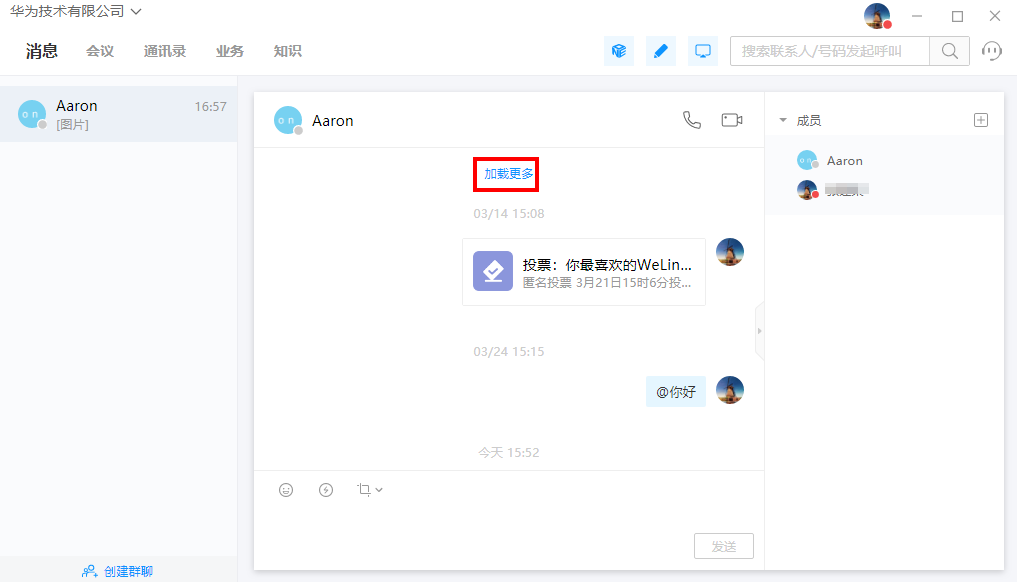 华为技术有限公司
消息 会议 通讯录 业务 知识
搜索联系人/号码发起呼叫
on
Aaron 16:57
[图片]
创建群聊
on
Aaron
加载更多
03/14 15:08
投票：你最喜欢的WeLin...
匿名投票 3月21日15时6分投...
03/24 15:15
@你好
今天 15:52
发送
成员
on
Aaron